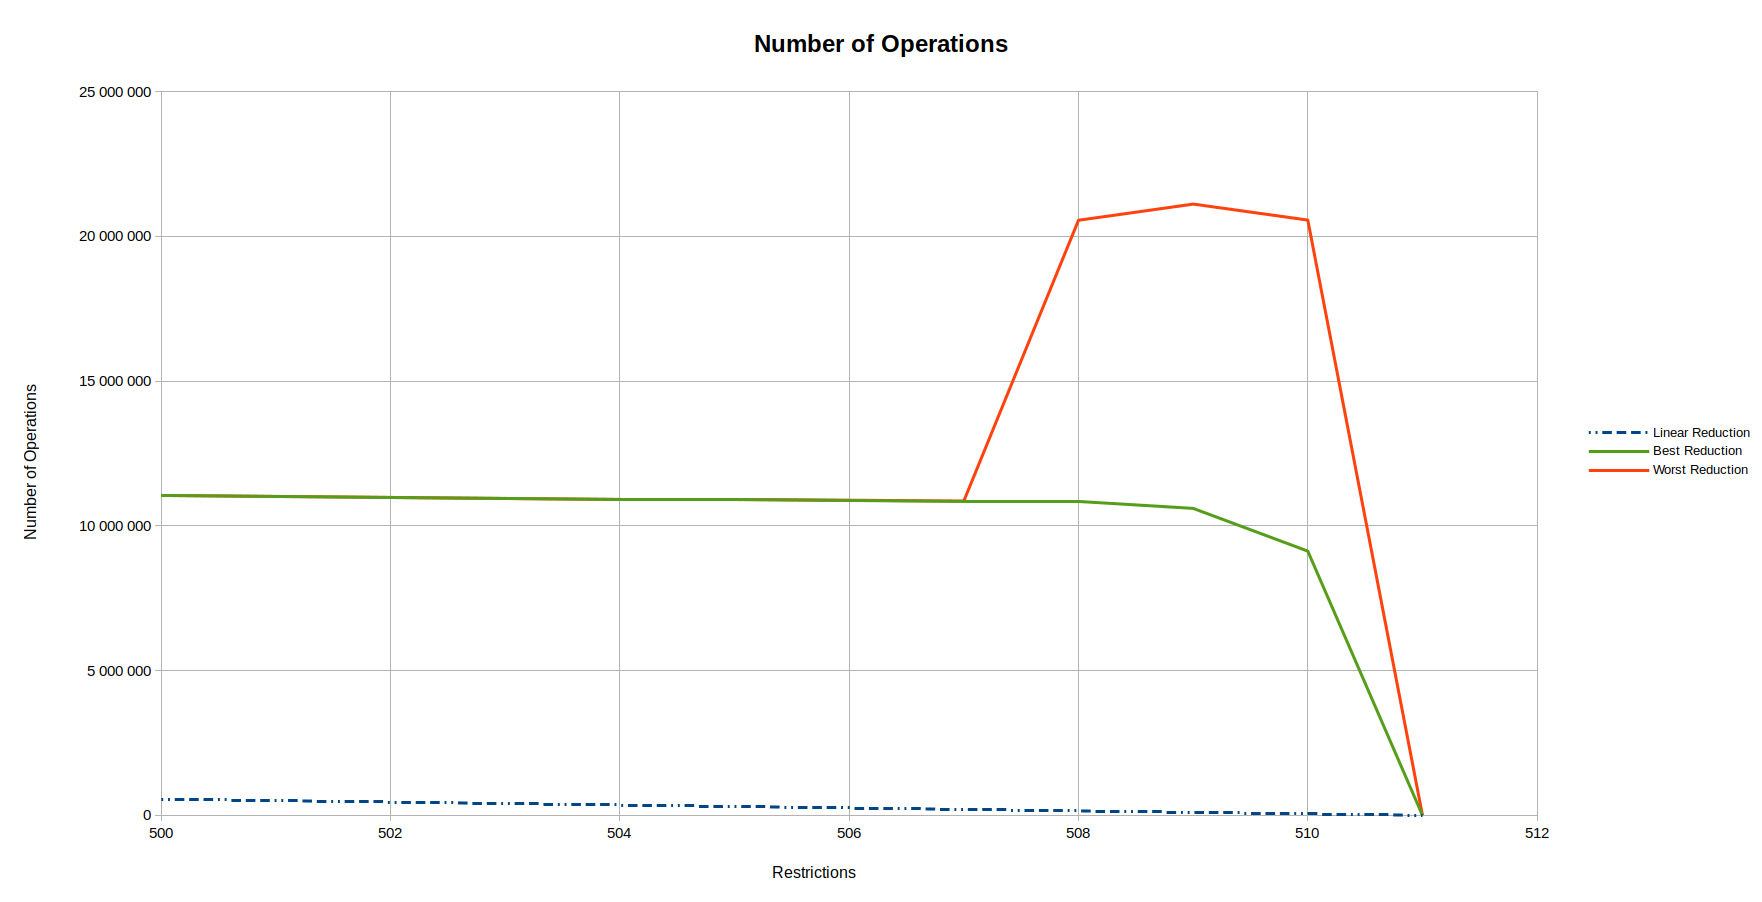 Number of Operations
25 000 000
20 000 000
15 000 000
10 000 000
5 000 000
0
Number of Operations
500
502
504
506
508
510
512
Restrictions
Linear Reduction
Best Reduction
Worst Reduction